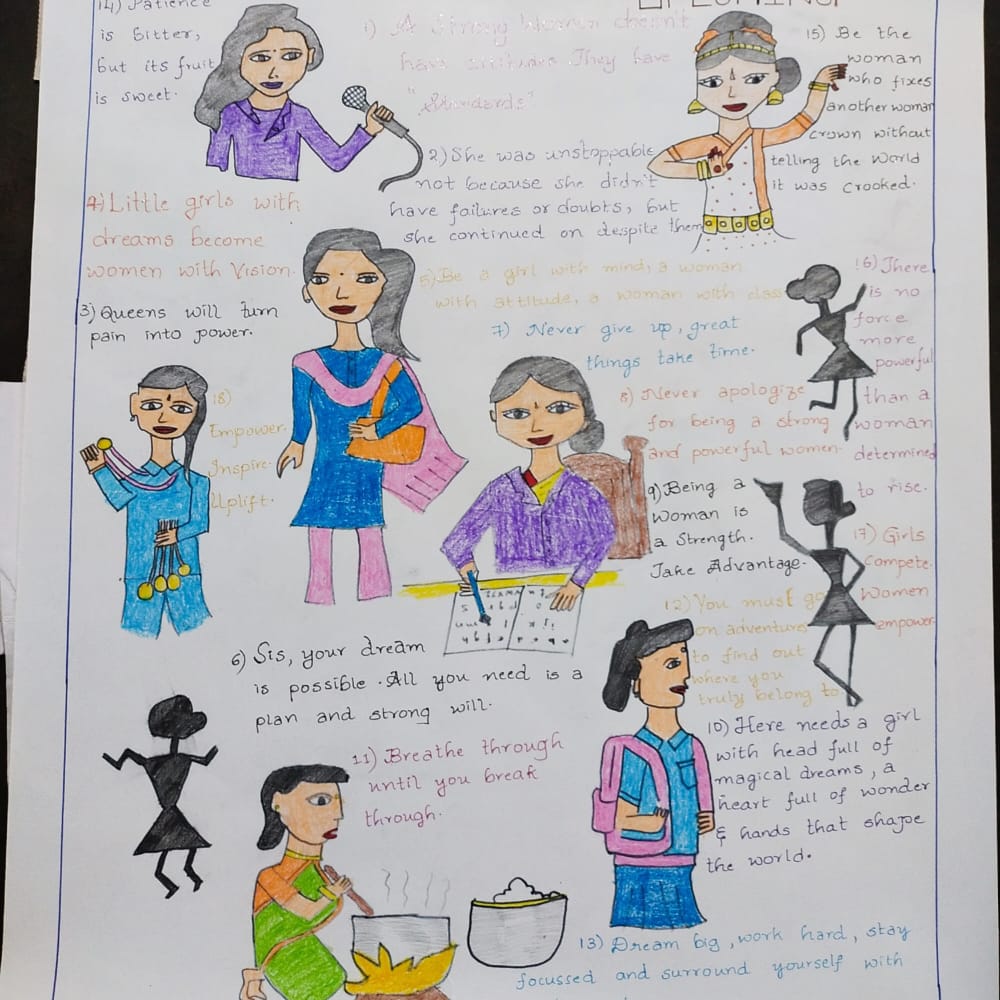 14) Patience
is bitter,
but its fruit
is sweet.
1) A Strong Women doesn't
have attitudes They have
"Standards"
15) Be the
woman
who fixes
another woman
crown without
telling the World
it was crooked.
2) She was unstoppable
not because she didn't
have failures or doubts, but
she continued on despite them
4) Little girls with
dreams become
women with Vision.
3) Queens will turn
pain into power.
5) Be a girl with mind, a woman
with attitude, a woman with class
16) There
is no
force
more
powerful
than a
woman
determined
to rise.
7) Never give up, great
things take time.
18)
Empower.
Inspire.
Uplift.
8) Never apologize
for being a strong
and powerful women.
9) Being a
Woman is
a Strength.
Take Advantage.
17) Girls
Compete.
Women
empower
12) You must go
on adventures
to find out
where you
truly belong to
6) Sis, your dream
is possible. All you need is a
plan and strong will.
10) Here needs a girl
with head full of
magical dreams, a
heart full of wonder
& hands that shape
the world.
11) Breathe through
until you break
through.
13) Dream big, work hard, stay
focussed and surround yourself with